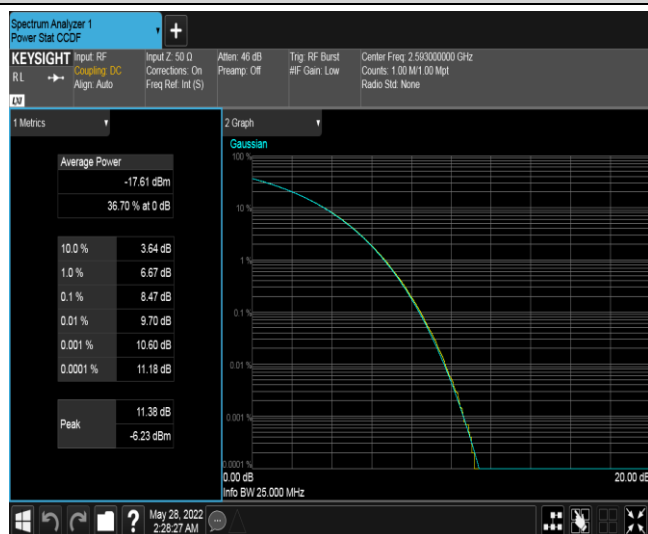 Spectrum Analyzer 1
Power Stat CCDF
+
KEYSIGHT
RL
LXI
Input: RF
Coupling: DC
Align: Auto
Input Z: 50 Ω
Corrections: On
Freq Ref: Int (S)
Atten: 46 dB
Preamp: Off
Trig: RF Burst
#IF Gain: Low
Center Freq: 2.593000000 GHz
Counts: 1.00 M/1.00 Mpt
Radio Std: None
1 Metrics
Average Power
-17.61 dBm
36.70 % at 0 dB
10.0 % 3.64 dB
1.0 % 6.67 dB
0.1 % 8.47 dB
0.01 % 9.70 dB
0.001 % 10.60 dB
0.0001 % 11.18 dB
Peak
11.38 dB
-6.23 dBm
2 Graph
Gaussian
100 %
10 %
1 %
0.1 %
0.01 %
0.001 %
0.0001 %
0.00 dB 20.00 dB
Info BW 25.000 MHz
?
May 28, 2022
2:28:27 AM